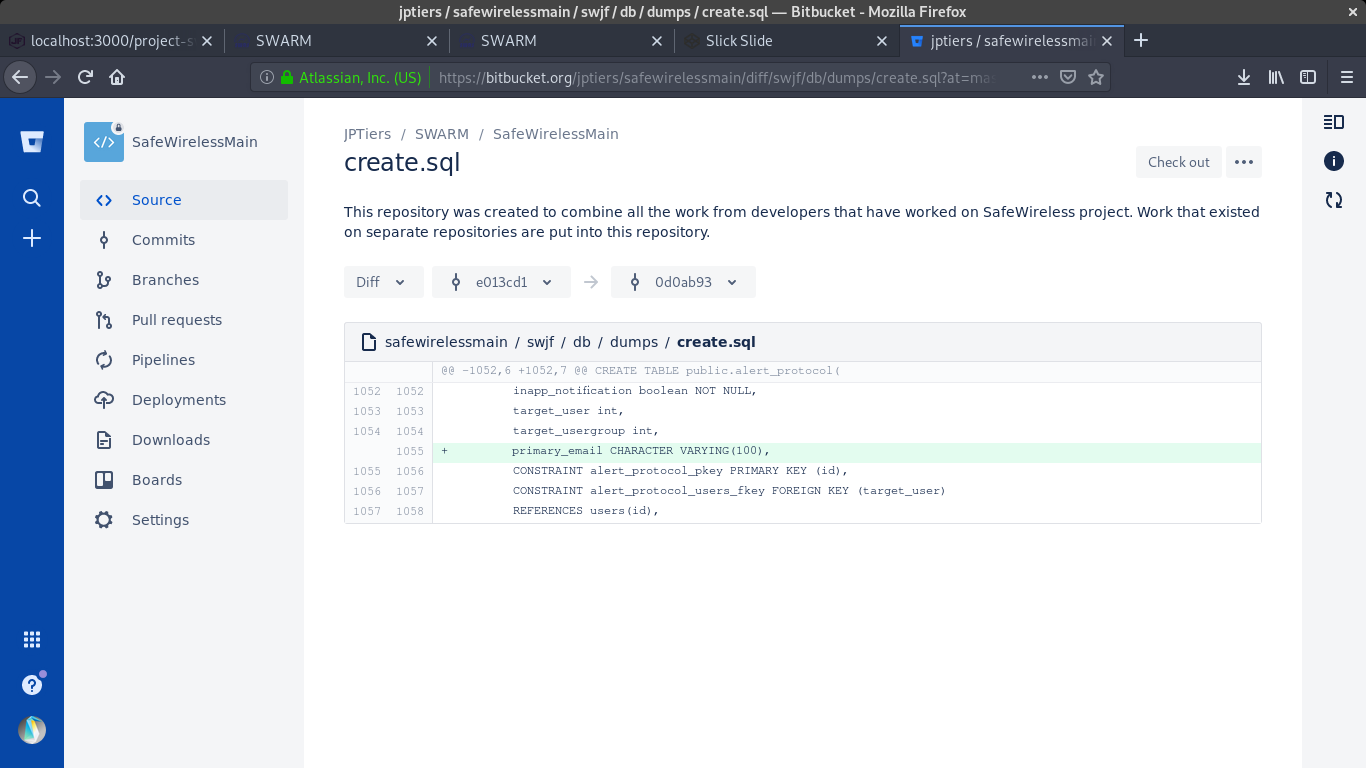 jptiers / safewirelessmain / swjf / db / dumps / create.sql — Bitbucket - Mozilla Firefox
localhost:3000/project-s
SWARM
SWARM
Slick Slide
jptiers / safewirelessmai
Atlassian, Inc. (US)
https://bitbucket.org/jptiers/safewirelessmain/diff/swjf/db/dumps/create.sql?at=mas
SafeWirelessMain
Source
Commits
Branches
Pull requests
Pipelines
Deployments
Downloads
Boards
Settings
JPTiers / SWARM / SafeWirelessMain
create.sql
Check out
This repository was created to combine all the work from developers that have worked on SafeWireless project. Work that existed
on separate repositories are put into this repository.
Diff
e013cd1
0d0ab93
safewirelessmain / swjf / db / dumps / create.sql
@@ -1052,6 +1052,7 @@ CREATE TABLE public.alert_protocol(
1052 1052 inapp_notification boolean NOT NULL,
1053 1053 target_user int,
1054 1054 target_usergroup int,
1055 + primary_email CHARACTER VARYING(100),
1055 1056 CONSTRAINT alert_protocol_pkey PRIMARY KEY (id),
1056 1057 CONSTRAINT alert_protocol_users_fkey FOREIGN KEY (target_user)
1057 1058 REFERENCES users(id),